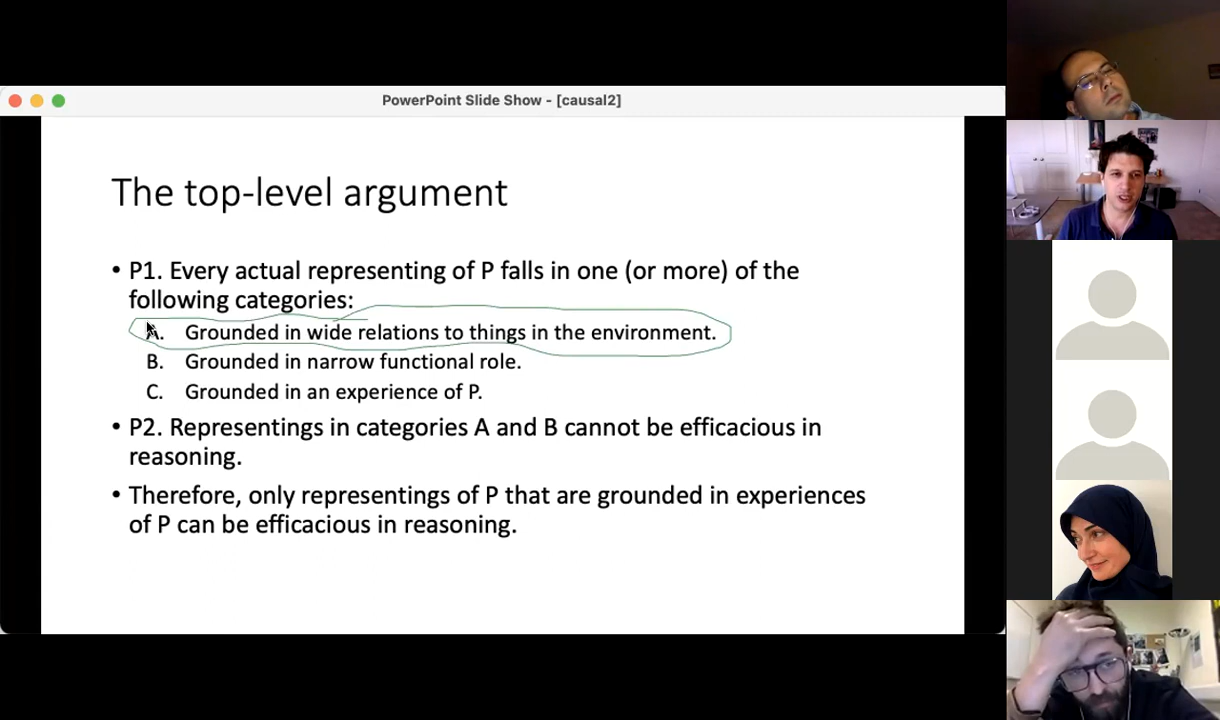 PowerPoint Slide Show - [causal2]
The top-level argument
• P1. Every actual representing of P falls in one (or more) of the
following categories:
A. Grounded in wide relations to things in the environment.
B. Grounded in narrow functional role.
C. Grounded in an experience of P.
• P2. Representings in categories A and B cannot be efficacious in
reasoning.
• Therefore, only representings of P that are grounded in experiences
of P can be efficacious in reasoning.